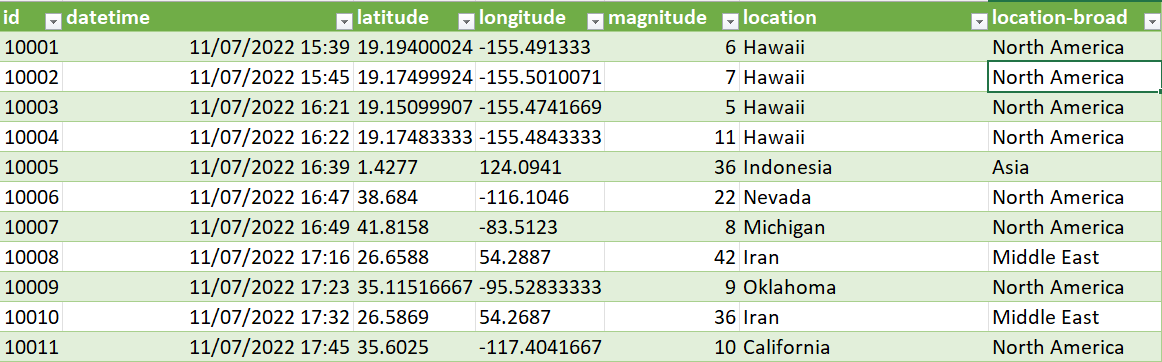 id datetime latitude longitude magnitude location location-broad
10001 11/07/2022 15:39 19.19400024 -155.491333 6 Hawaii North America
10002 11/07/2022 15:45 19.17499924 -155.5010071 7 Hawaii North America
10003 11/07/2022 16:21 19.15099907 -155.4741669 5 Hawaii North America
10004 11/07/2022 16:22 19.17483333 -155.4843333 11 Hawaii North America
10005 11/07/2022 16:39 1.4277 124.0941 36 Indonesia Asia
10006 11/07/2022 16:47 38.684 -116.1046 22 Nevada North America
10007 11/07/2022 16:49 41.8158 -83.5123 8 Michigan North America
10008 11/07/2022 17:16 26.6588 54.2887 42 Iran Middle East
10009 11/07/2022 17:23 35.11516667 -95.52833333 9 Oklahoma North America
10010 11/07/2022 17:32 26.5869 54.2687 36 Iran Middle East
10011 11/07/2022 17:45 35.6025 -117.4041667 10 California North America